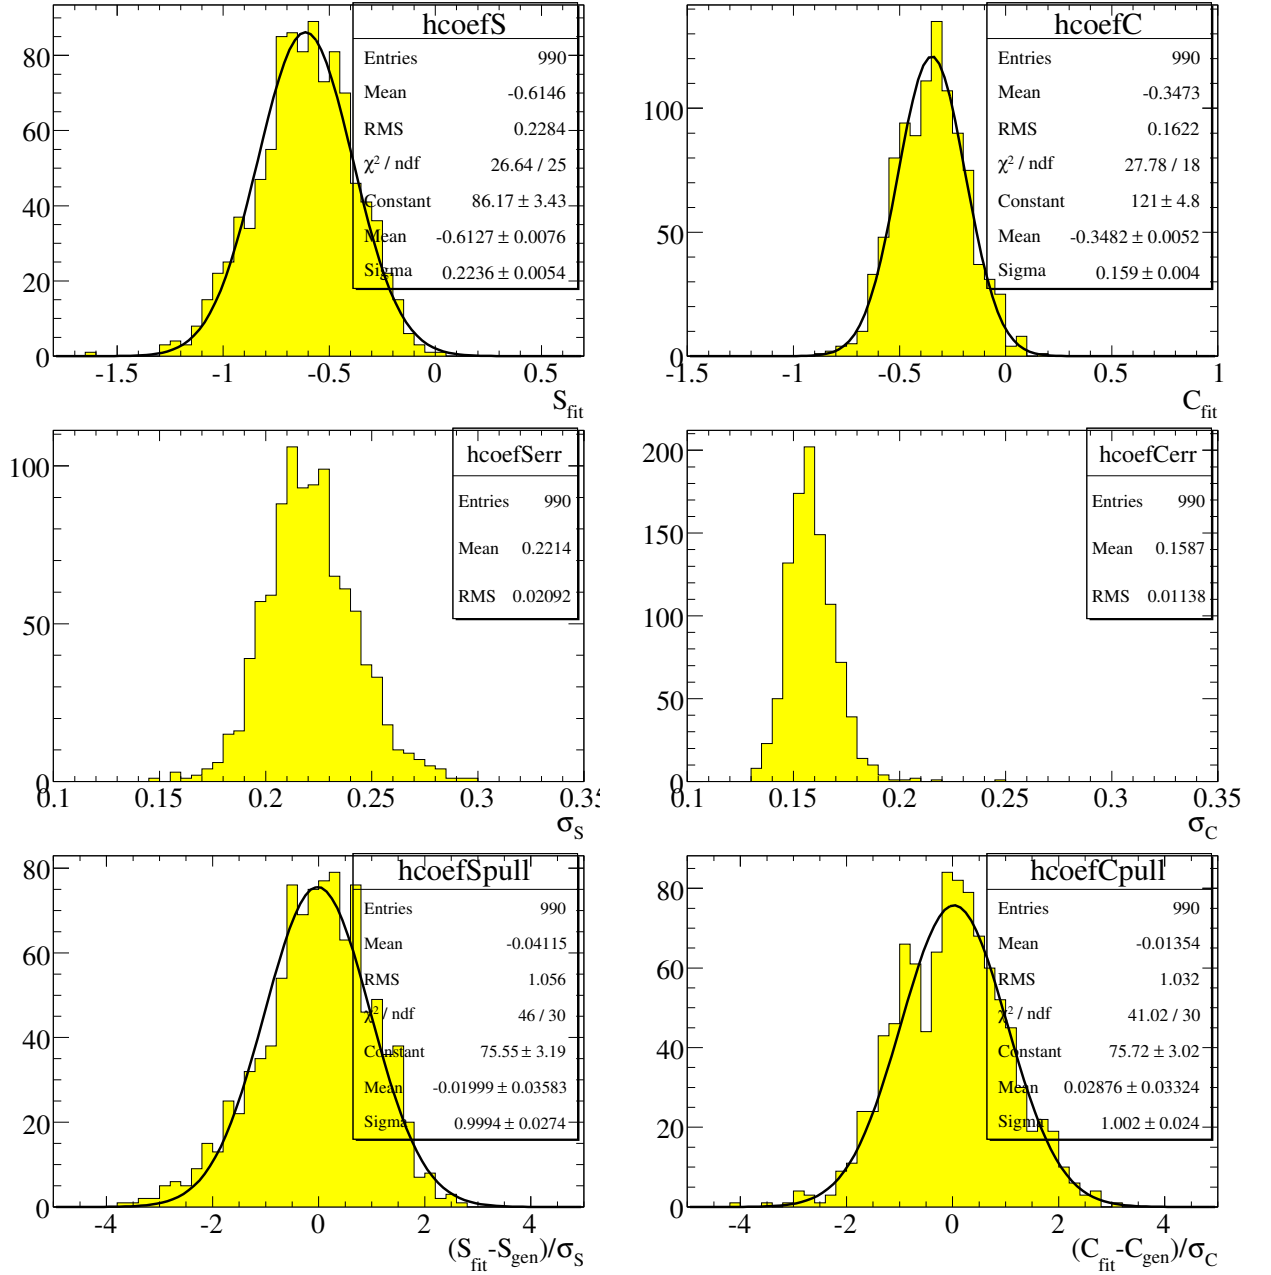 hcoefS
Entries 990
Mean -0.6146
RMS 0.2284
χ² / ndf 26.64 / 25
Constant 86.17 ± 3.43
Mean -0.6127 ± 0.0076
Sigma 0.2236 ± 0.0054
80
60
40
20
0
-1.5 -1 -0.5 0 0.5
S_fit
hcoefC
Entries 990
Mean -0.3473
RMS 0.1622
χ² / ndf 27.78 / 18
Constant 121 ± 4.8
Mean -0.3482 ± 0.0052
Sigma 0.159 ± 0.004
100
50
0
-1.5 -1 -0.5 0 0.5 1
C_fit
hcoefSerr
Entries 990
Mean 0.2214
RMS 0.02092
100
50
0
0.1 0.15 0.2 0.25 0.3 0.35
σ_S
hcoefCerr
Entries 990
Mean 0.1587
RMS 0.01138
200
150
100
50
0
0.1 0.15 0.2 0.25 0.3 0.35
σ_C
hcoefSpull
Entries 990
Mean -0.04115
RMS 1.056
χ² / ndf 46 / 30
Constant 75.55 ± 3.19
Mean -0.01999 ± 0.03583
Sigma 0.9994 ± 0.0274
80
60
40
20
0
-4 -2 0 2 4
(S_fit-S_gen)/σ_S
hcoefCpull
Entries 990
Mean -0.01354
RMS 1.032
χ² / ndf 41.02 / 30
Constant 75.72 ± 3.02
Mean 0.02876 ± 0.03324
Sigma 1.002 ± 0.024
80
60
40
20
0
-4 -2 0 2 4
(C_fit-C_gen)/σ_C